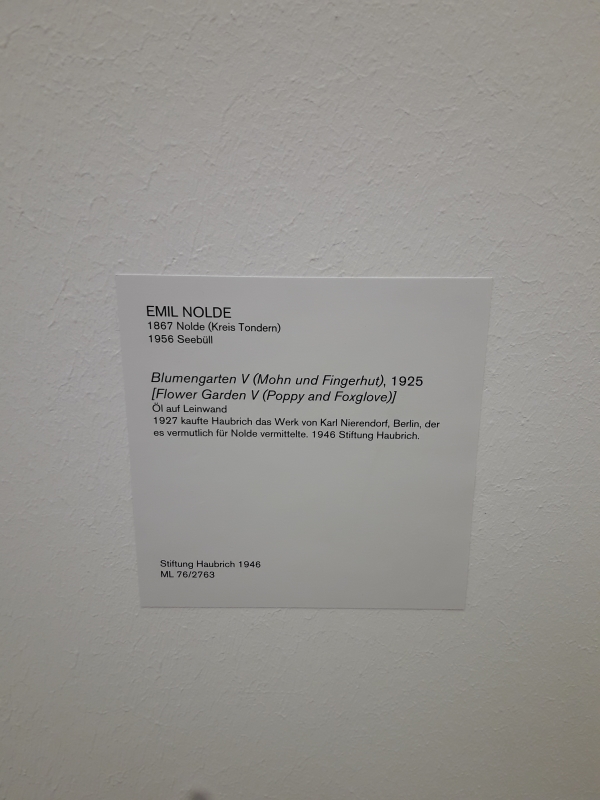 EMIL NOLDE
1867 Nolde (Kreis Tondern)
1956 Seebüll
Blumengarten V (Mohn und Fingerhut), 1925
[Flower Garden V (Poppy and Foxglove)]
Öl auf Leinwand
1927 kaufte Haubrich das Werk von Karl Nierendorf, Berlin, der
es vermutlich für Nolde vermittelte. 1946 Stiftung Haubrich.
Stiftung Haubrich 1946
ML 76/2763